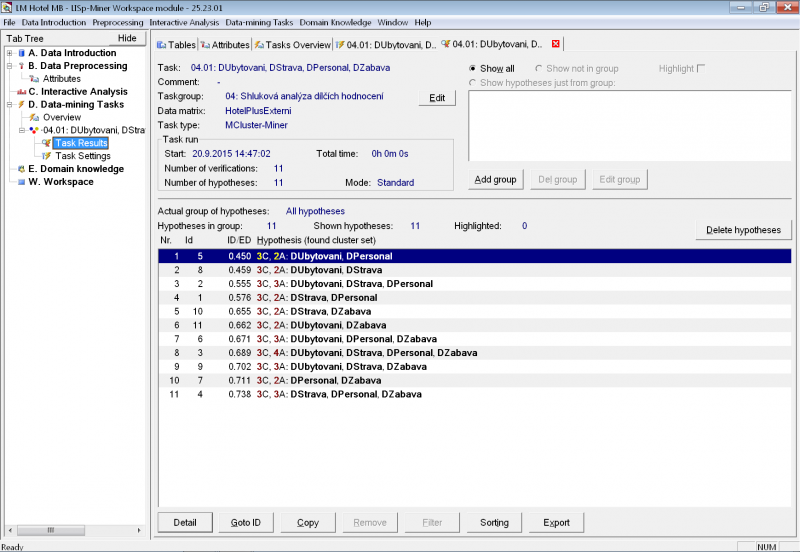 LM Hotel MB - LISp-Miner Workspace module - 25.23.01
File Data Introduction Preprocessing Interactive Analysis Data-mining Tasks Domain Knowledge Window Help
Tab Tree Hide
A. Data Introduction
B. Data Preprocessing
Attributes
C. Interactive Analysis
D. Data-mining Tasks
Overview
04.01: DUbytovani, DStra
Task Results
Task Settings
E. Domain knowledge
W. Workspace
Tables Attributes Tasks Overview 04.01: DUbytovani, D.. 04.01: DUbytovani, D..
Task: 04.01: DUbytovani, DStrava, DPersonal, DZabava
Comment: -
Taskgroup: 04: Shluková analýza dílčích hodnocení Edit
Data matrix: HotelPlusExterni
Task type: MCluster-Miner
Task run
Start: 20.9.2015 14:47:02 Total time: 0h 0m 0s
Number of verifications: 11
Number of hypotheses: 11 Mode: Standard
Show all Show not in group Highlight
Show hypotheses just from group:
Add group Del group Edit group
Actual group of hypotheses: All hypotheses
Hypotheses in group: 11 Shown hypotheses: 11 Highlighted: 0 Delete hypotheses
Nr. Id ID/ED Hypothesis (found cluster set)
1 5 0.450 3C, 2A: DUbytovani, DPersonal
2 8 0.459 3C, 2A: DUbytovani, DStrava
3 2 0.555 3C, 3A: DUbytovani, DStrava, DPersonal
4 1 0.576 3C, 2A: DStrava, DPersonal
5 10 0.655 3C, 2A: DStrava, DZabava
6 11 0.662 3C, 2A: DUbytovani, DZabava
7 6 0.671 3C, 3A: DUbytovani, DPersonal, DZabava
8 3 0.689 3C, 4A: DUbytovani, DStrava, DPersonal, DZabava
9 9 0.702 3C, 3A: DUbytovani, DStrava, DZabava
10 7 0.711 3C, 2A: DPersonal, DZabava
11 4 0.738 3C, 3A: DStrava, DPersonal, DZabava
Detail Goto ID Copy Remove Filter Sorting Export
Ready NUM